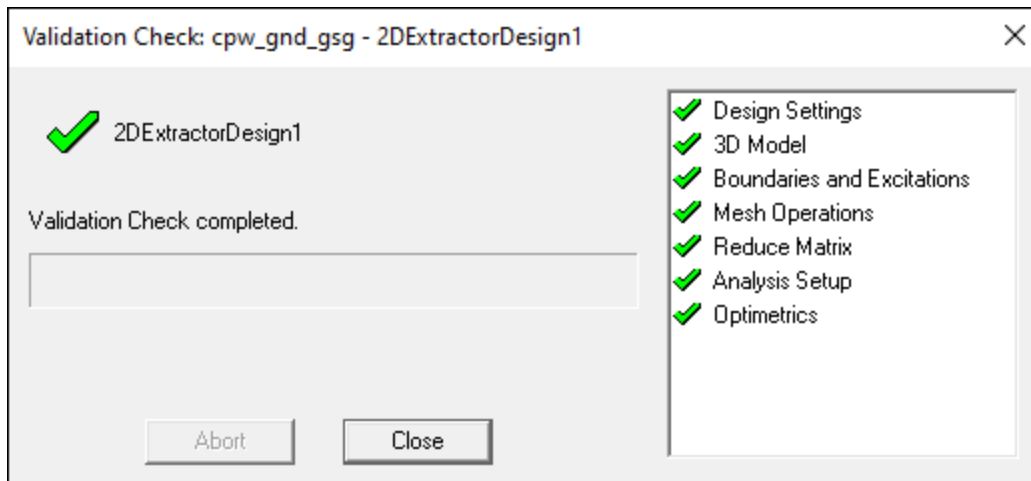 Validation Check: cpw_gnd_gsg - 2DExtractorDesign1
2DExtractorDesign1
Validation Check completed.
Abort
Close
Design Settings
3D Model
Boundaries and Excitations
Mesh Operations
Reduce Matrix
Analysis Setup
Optimetrics